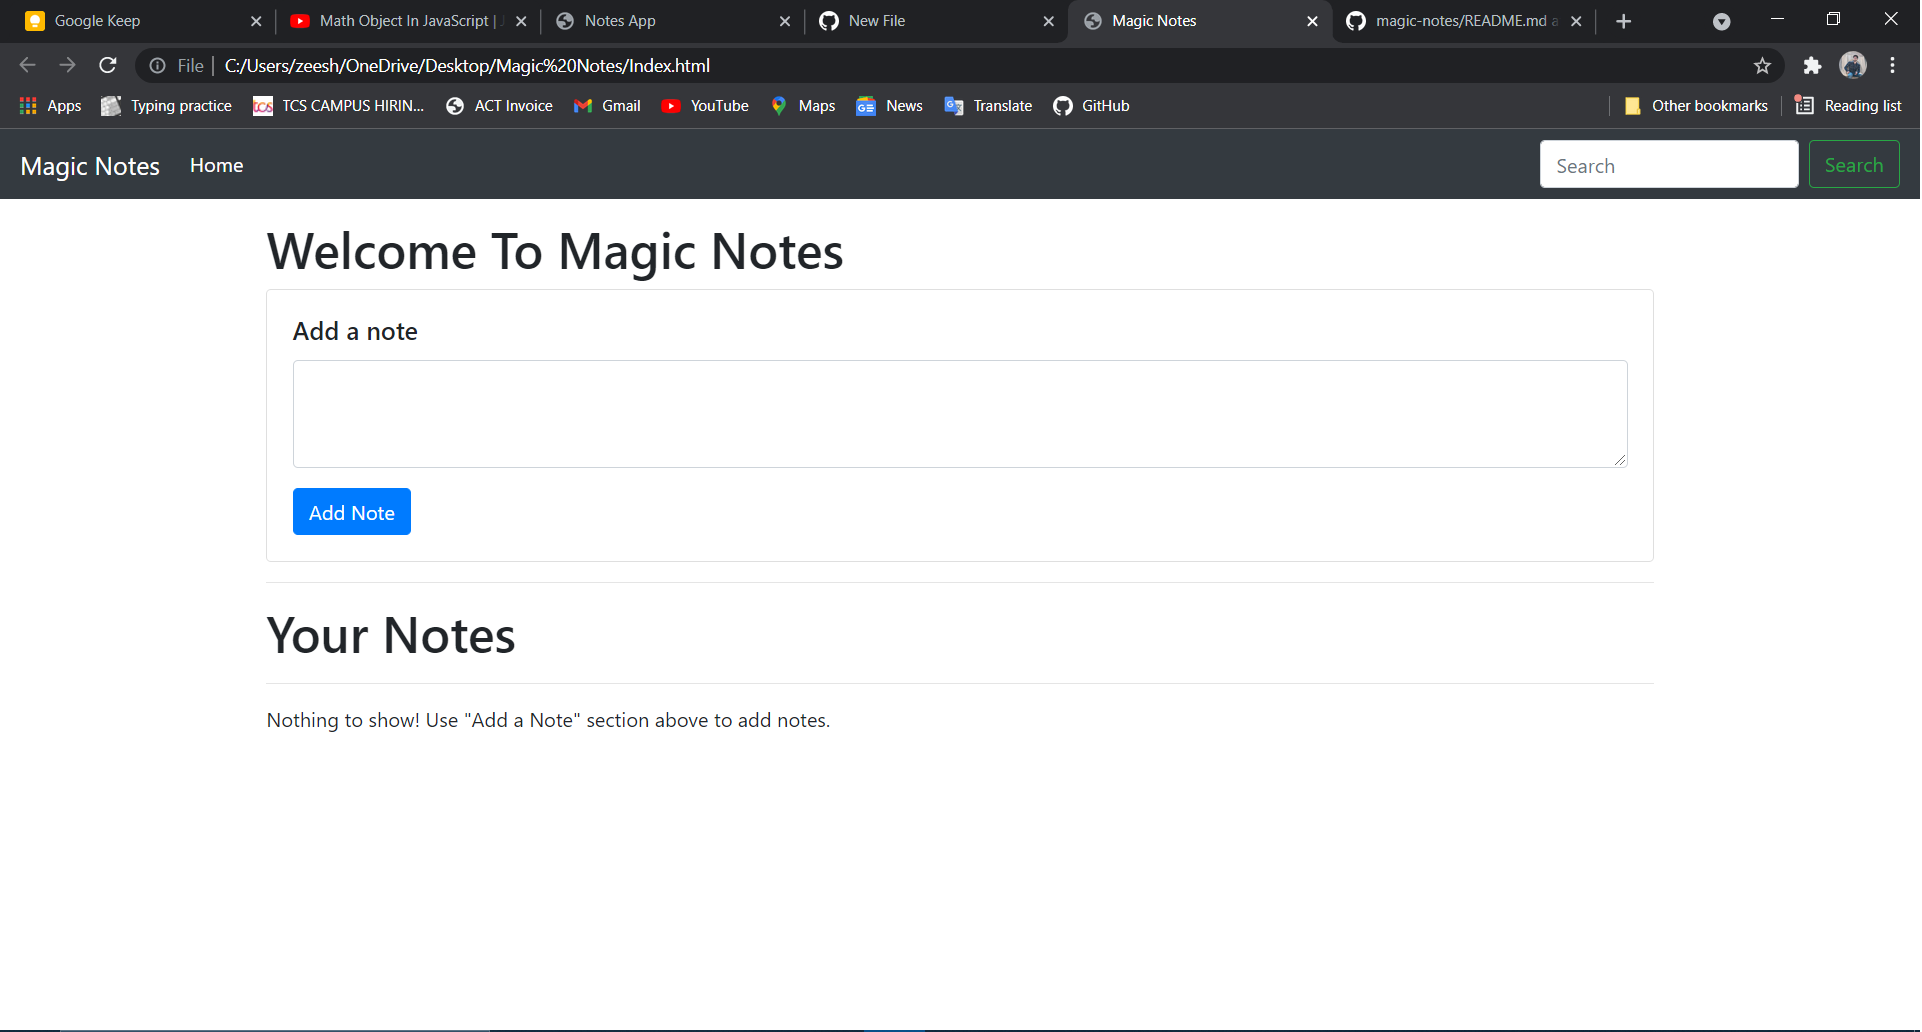 Google Keep
Math Object In JavaScript |
Notes App
New File
Magic Notes
magic-notes/README.md
File | C:/Users/zeesh/OneDrive/Desktop/Magic%20Notes/Index.html
Apps
Typing practice
tcs TCS CAMPUS HIRIN...
ACT Invoice
Gmail
YouTube
Maps
GE News
Translate
GitHub
Other bookmarks
Reading list
Magic Notes
Home
Search
Search
Welcome To Magic Notes
Add a note
Add Note
Your Notes
Nothing to show! Use "Add a Note" section above to add notes.